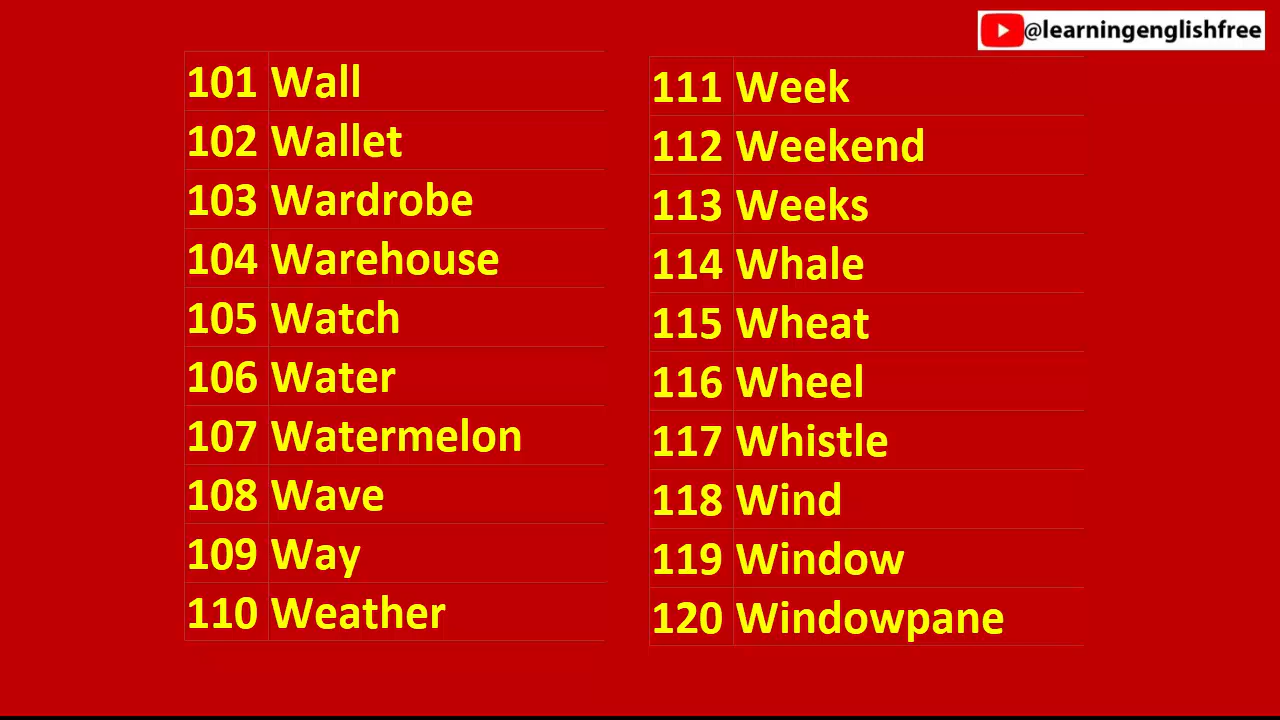 @learningenglishfree
101 Wall
102 Wallet
103 Wardrobe
104 Warehouse
105 Watch
106 Water
107 Watermelon
108 Wave
109 Way
110 Weather
111 Week
112 Weekend
113 Weeks
114 Whale
115 Wheat
116 Wheel
117 Whistle
118 Wind
119 Window
120 Windowpane